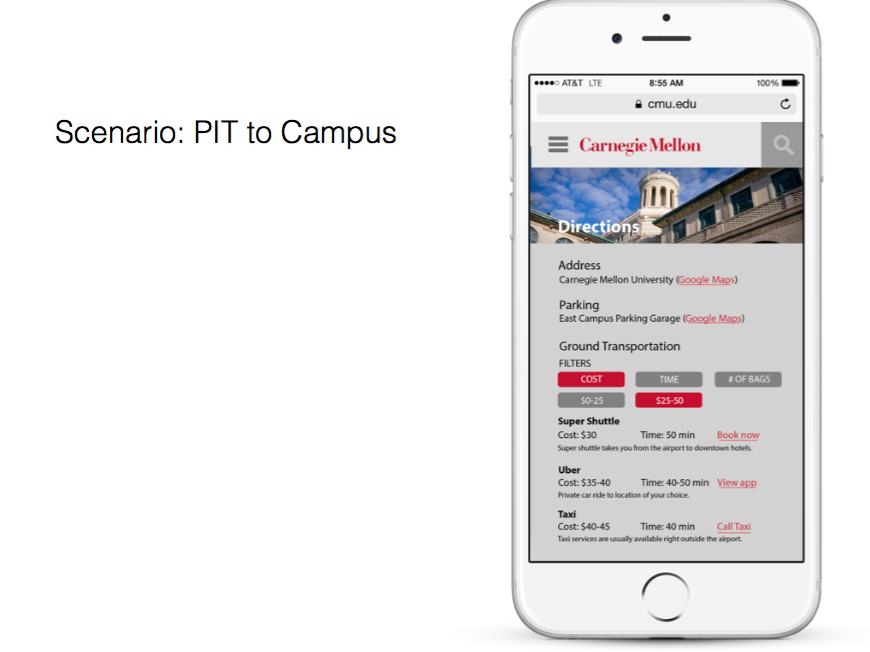 Scenario: PIT to Campus
AT&T LTE 8:55 AM 100%
cmu.edu
Carnegie Mellon
Directions
Address
Carnegie Mellon University (Google Maps)
Parking
East Campus Parking Garage (Google Maps)
Ground Transportation
FILTERS
COST TIME # OF BAGS
$0-25 $25-50
Super Shuttle
Cost: $30 Time: 50 min Book now
Super shuttle takes you from the airport to downtown hotels.
Uber
Cost: $35-40 Time: 40-50 min View app
Private car ride to location of your choice.
Taxi
Cost: $40-45 Time: 40 min Call Taxi
Taxi services are usually available right outside the airport.